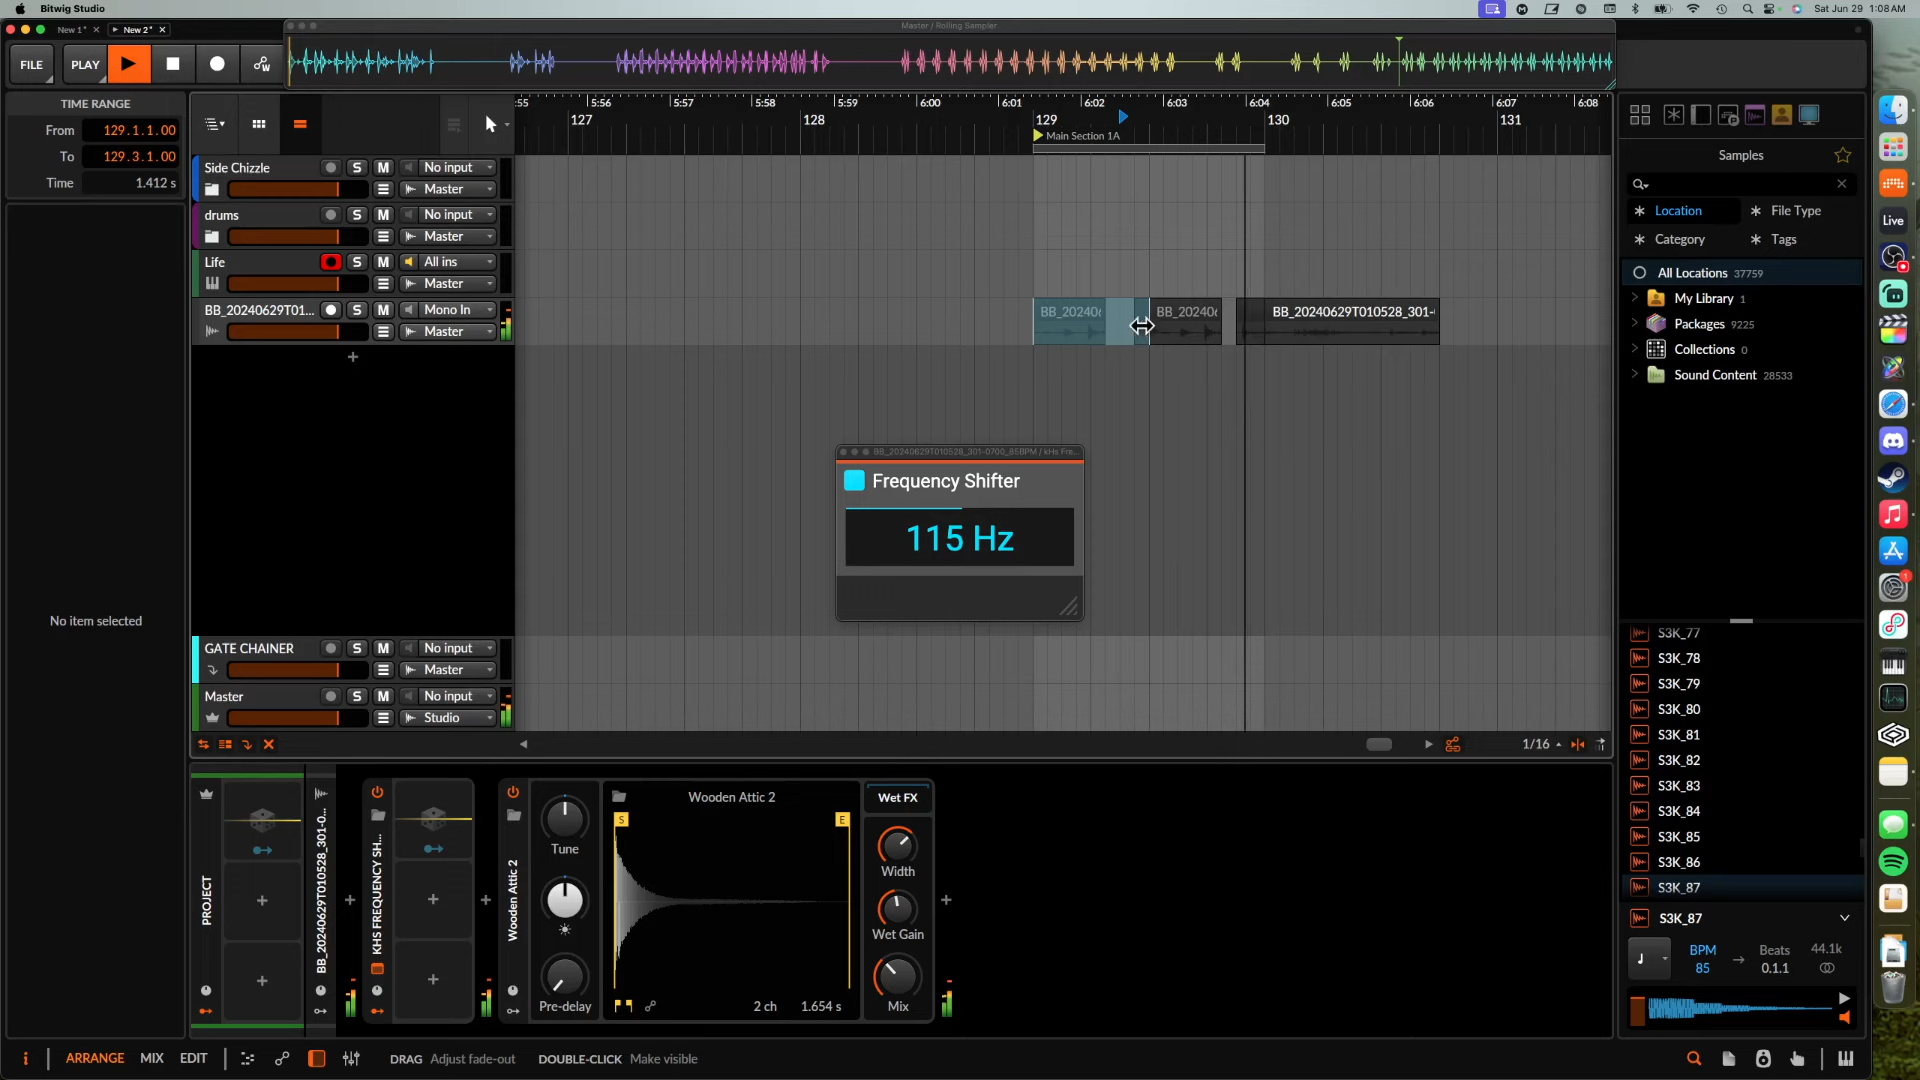 Bitwig Studio
Sat Jun 29 1:08 AM
New 1*
New 2*
Master / Rolling Sampler
FILE
PLAY
TIME RANGE
From 129.1.1.00
To 129.3.1.00
Time 1.412 s
:55 5:56 5:57 5:58 5:59 6:00 6:01 6:02 6:03 6:04 6:05 6:06 6:07 6:08
127 128 129 130 131
Main Section 1A
Side Chizzle S M No input
Master
drums S M No input
Master
Life S M All ins
Master
BB_20240629T01... S M Mono In
Master
BB_20240629T010528_301-
No item selected
BB_20240629T010528_301-0700_85BPM / kHs Fre...
Frequency Shifter
115 Hz
GATE CHAINER S M No input
Master
Master S M No input
Studio
1/16
Samples
Location
File Type
Category
Tags
All Locations 37759
My Library 1
Packages 9225
Collections 0
Sound Content 28533
S3K_77
S3K_78
S3K_79
S3K_80
S3K_81
S3K_82
S3K_83
S3K_84
S3K_85
S3K_86
S3K_87
S3K_87
BPM
85
Beats
0.1.1
44.1k
Live
PROJECT
BB_20240629T010528_301-0...
KHS FREQUENCY SH...
Wooden Attic 2
Tune
Pre-delay
Wooden Attic 2
S
E
2 ch
1.654 s
Wet FX
Width
Wet Gain
Mix
ARRANGE
MIX
EDIT
DRAG Adjust fade-out
DOUBLE-CLICK Make visible